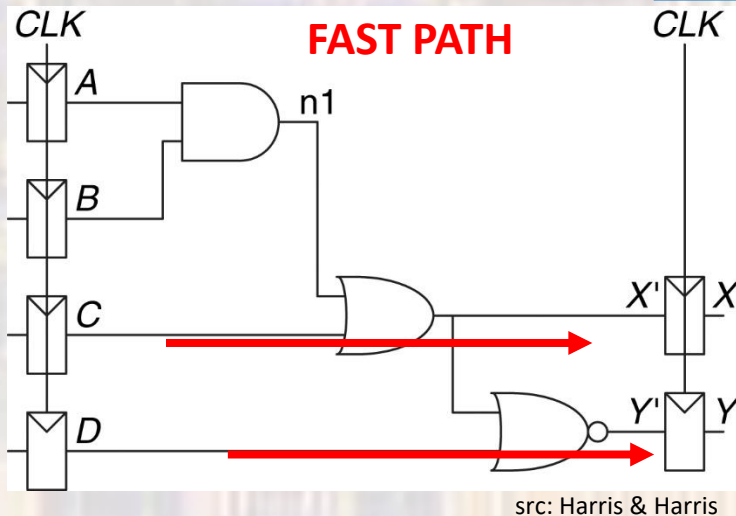 CLK
FAST PATH
CLK
A
n1
B
C
X'
X
D
Y'
Y
src: Harris & Harris